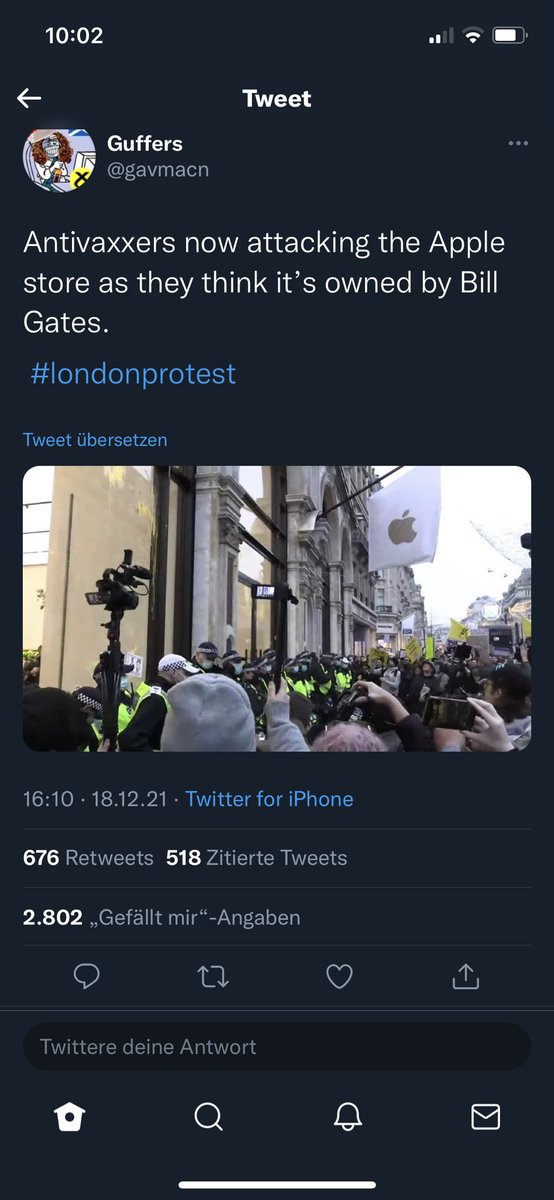 10:02
Tweet
Guffers
@gavmacn
Antivaxxers now attacking the Apple
store as they think it’s owned by Bill
Gates.
#londonprotest
Tweet übersetzen
16:10 · 18.12.21 · Twitter for iPhone
676 Retweets 518 Zitierte Tweets
2.802 „Gefällt mir“-Angaben
Twittere deine Antwort